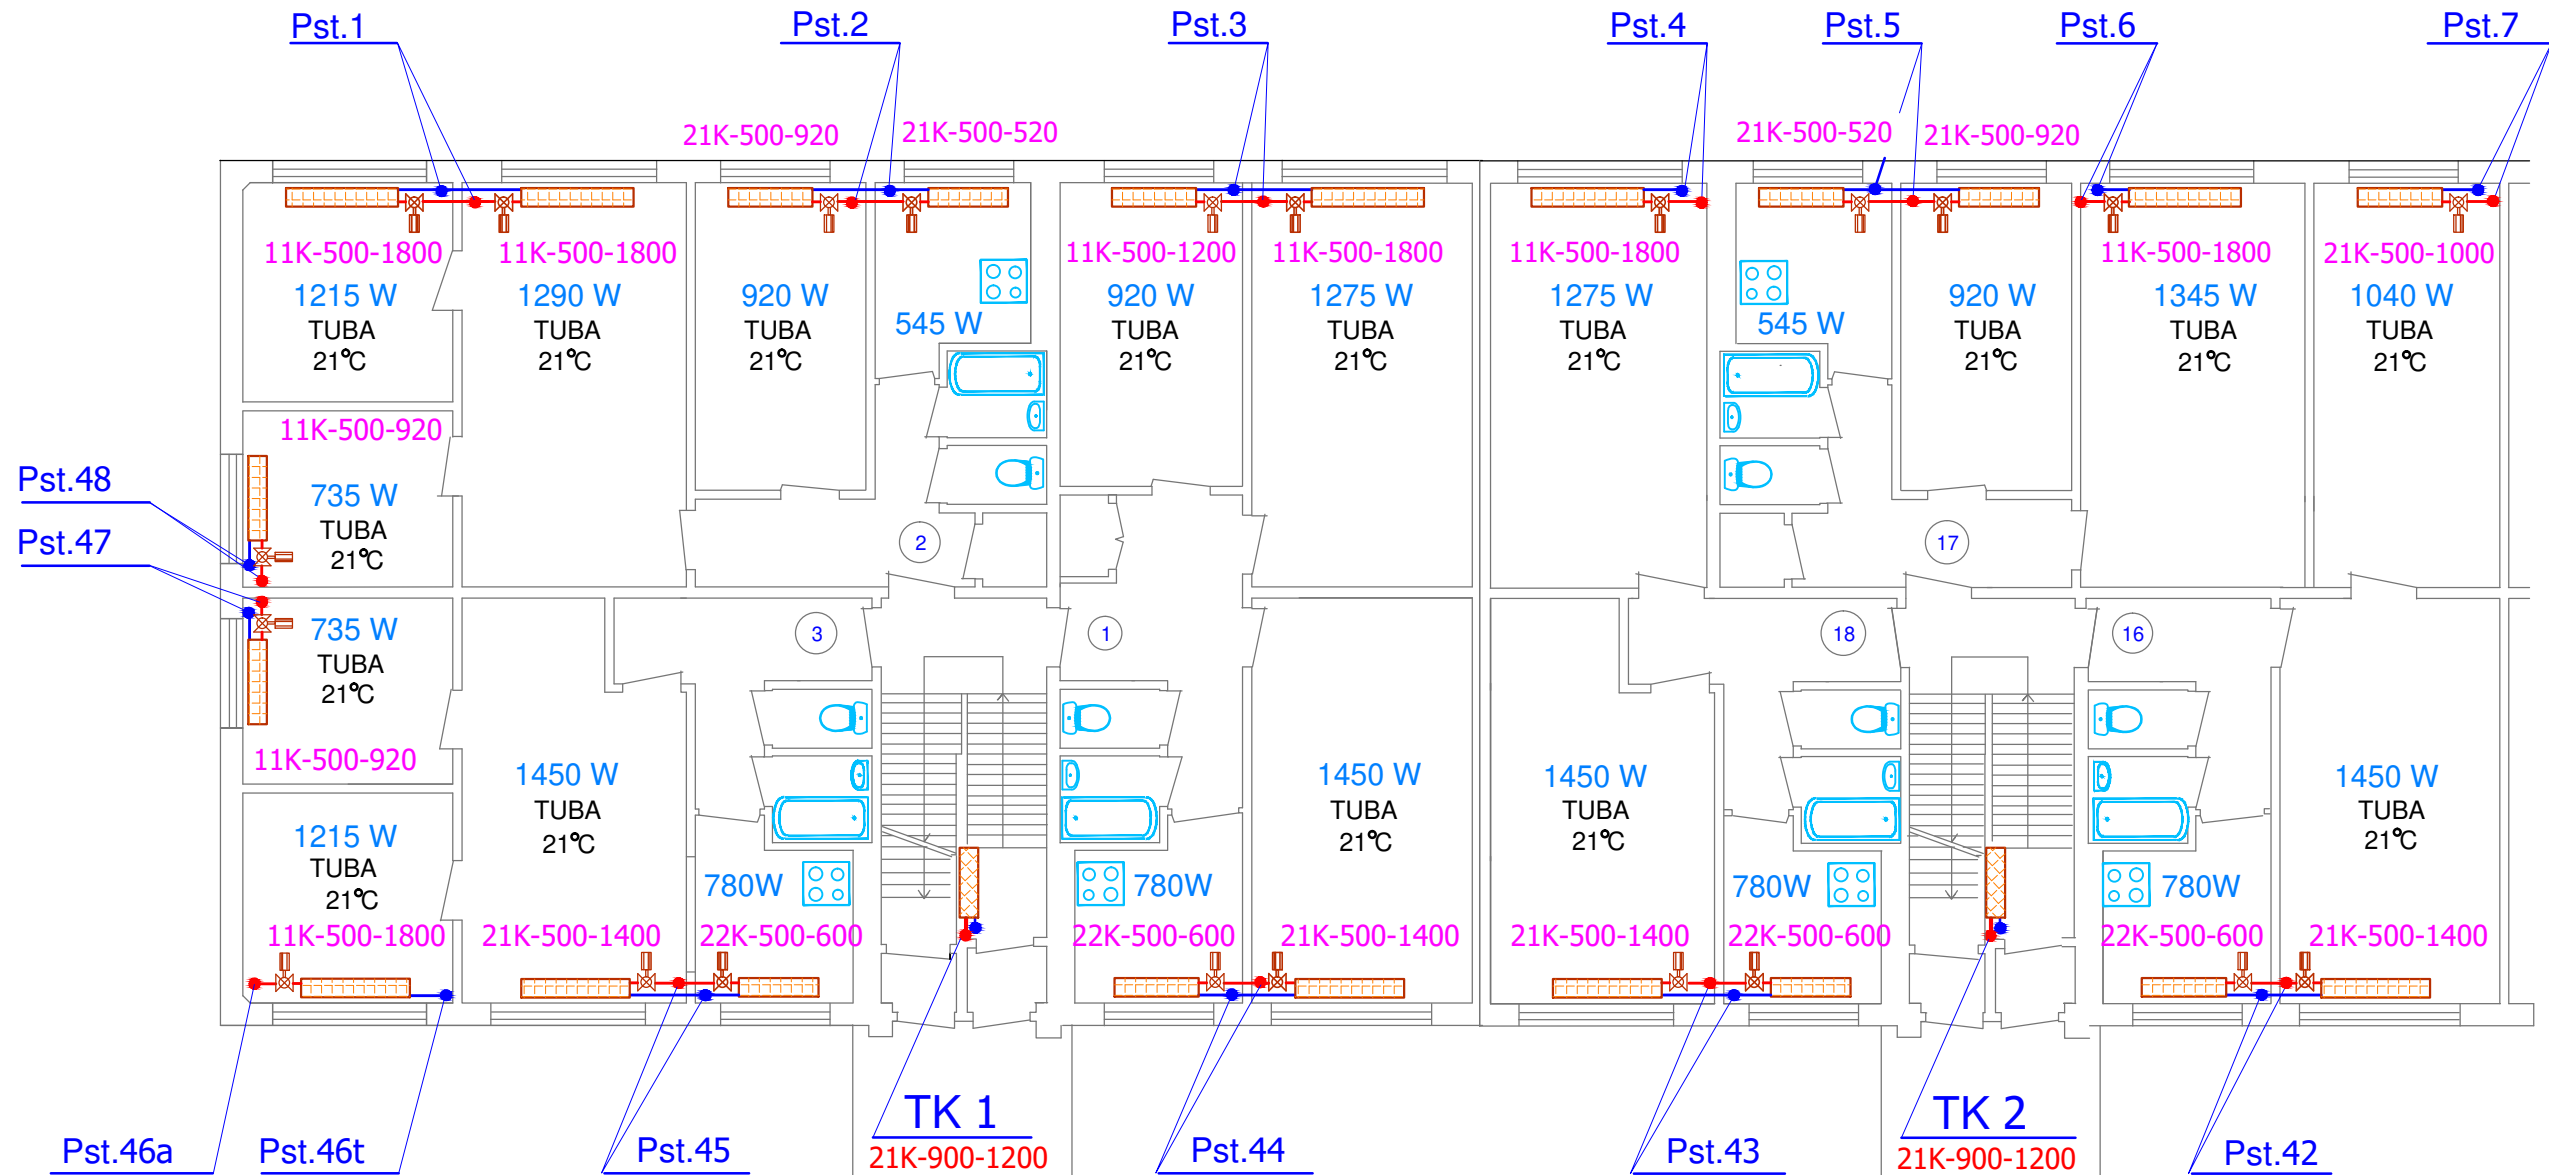 Pst.1
Pst.2
Pst.3
Pst.4
Pst.5
Pst.6
Pst.7
21K-500-920
21K-500-520
21K-500-520
21K-500-920
11K-500-1800
11K-500-1800
11K-500-1200
11K-500-1800
11K-500-1800
11K-500-1800
21K-500-1000
1215 W
TUBA
21°C
1290 W
TUBA
21°C
920 W
TUBA
21°C
545 W
920 W
TUBA
21°C
1275 W
TUBA
21°C
1275 W
TUBA
21°C
545 W
920 W
TUBA
21°C
1345 W
TUBA
21°C
1040 W
TUBA
21°C
11K-500-920
Pst.48
735 W
TUBA
21°C
Pst.47
2
17
735 W
TUBA
21°C
3
1
18
16
11K-500-920
1450 W
TUBA
21°C
1450 W
TUBA
21°C
1450 W
TUBA
21°C
1450 W
TUBA
21°C
1215 W
TUBA
21°C
780W
780W
780W
780W
11K-500-1800
21K-500-1400
22K-500-600
22K-500-600
21K-500-1400
21K-500-1400
22K-500-600
22K-500-600
21K-500-1400
TK 1
21K-900-1200
TK 2
21K-900-1200
Pst.46a
Pst.46t
Pst.45
Pst.44
Pst.43
Pst.42